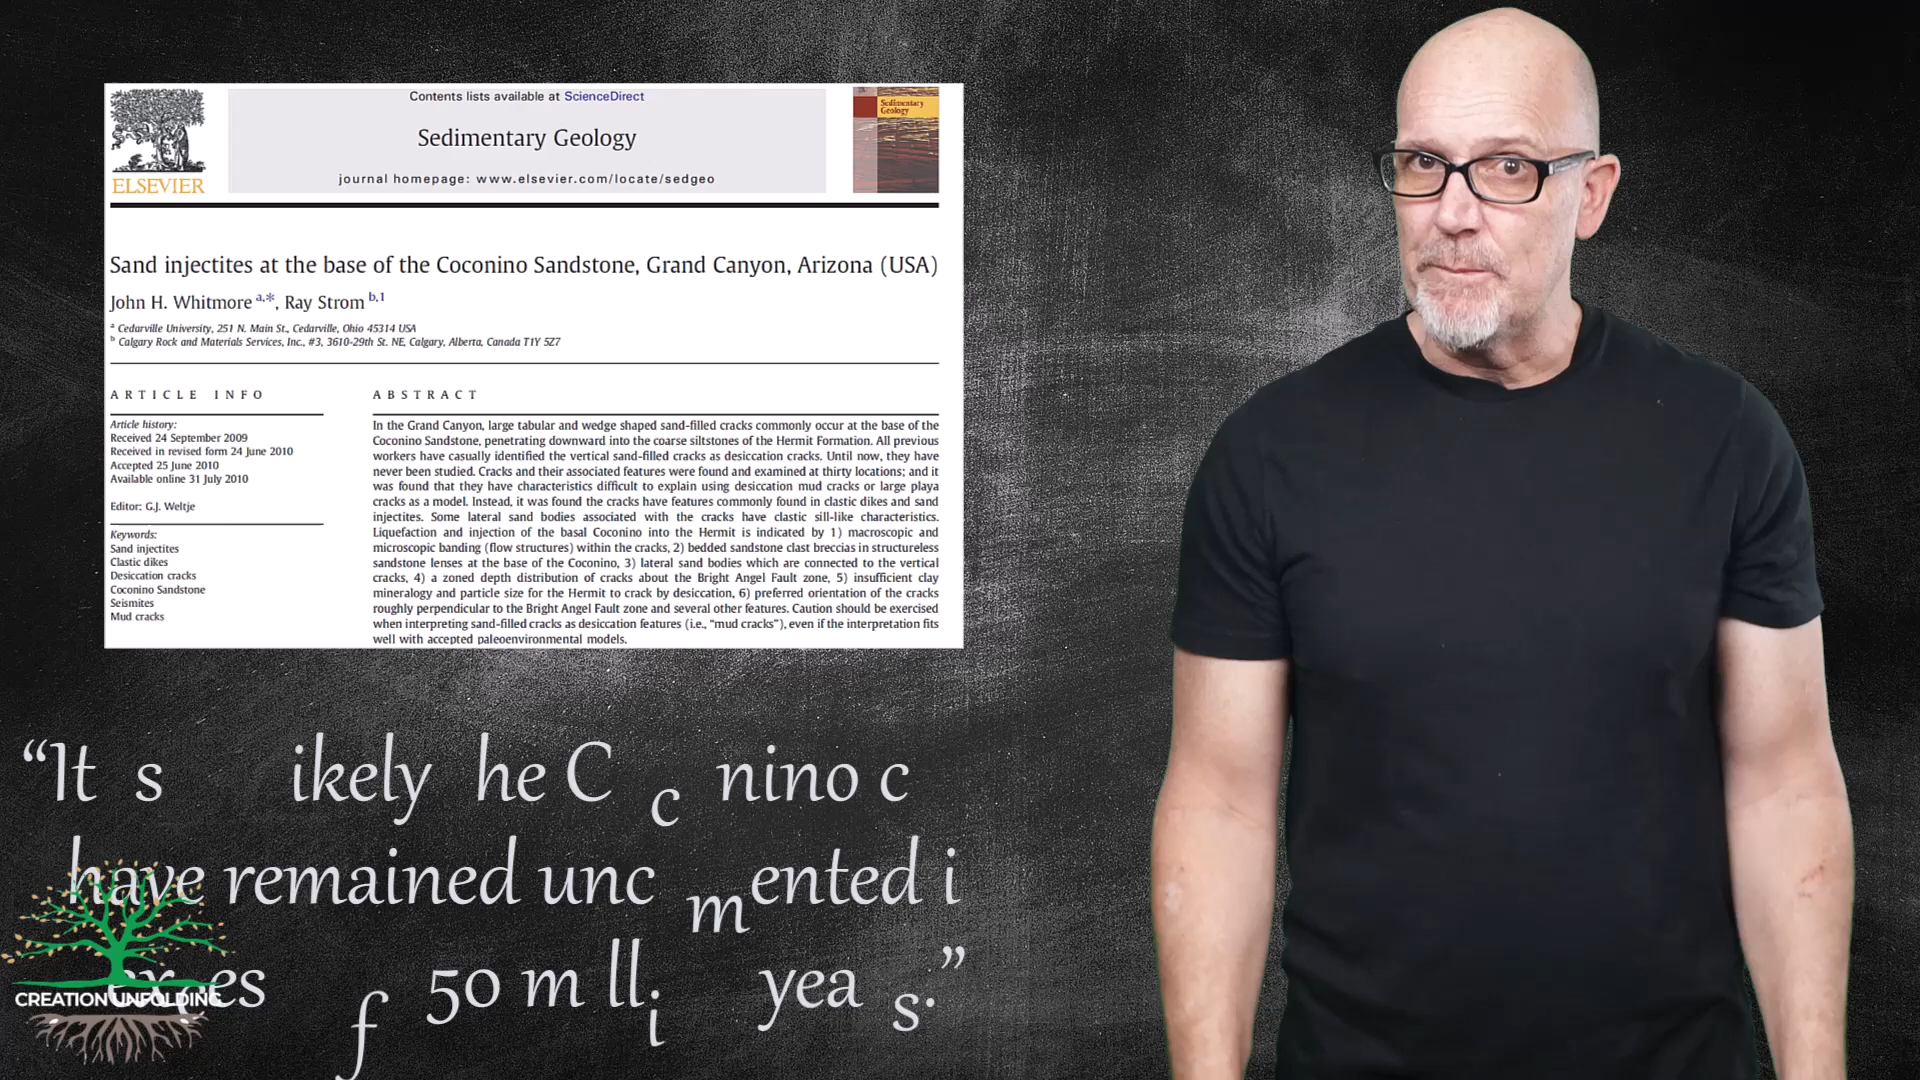 Contents lists available at ScienceDirect
Sedimentary Geology
journal homepage: www.elsevier.com/locate/sedgeo
ELSEVIER
Sedimentary
Geology
Sand injectites at the base of the Coconino Sandstone, Grand Canyon, Arizona (USA)
John H. Whitmore a,*, Ray Strom b,1
a Cedarville University, 251 N. Main St., Cedarville, Ohio 45314 USA
b Calgary Rock and Materials Services, Inc., #3, 3610-29th St. NE, Calgary, Alberta, Canada T1Y 5Z7
ARTICLE INFO
Article history:
Received 24 September 2009
Received in revised form 24 June 2010
Accepted 25 June 2010
Available online 31 July 2010
Editor: G.J. Weltje
Keywords:
Sand injectites
Clastic dikes
Desiccation cracks
Coconino Sandstone
Seismites
Mud cracks
ABSTRACT
In the Grand Canyon, large tabular and wedge shaped sand-filled cracks commonly occur at the base of the
Coconino Sandstone, penetrating downward into the coarse siltstones of the Hermit Formation. All previous
workers have casually identified the vertical sand-filled cracks as desiccation cracks. Until now, they have
never been studied. Cracks and their associated features were found and examined at thirty locations; and it
was found that they have characteristics difficult to explain using desiccation mud cracks or large playa
cracks as a model. Instead, it was found the cracks have features commonly found in clastic dikes and sand
injectites. Some lateral sand bodies associated with the cracks have clastic sill-like characteristics.
Liquefaction and injection of the basal Coconino into the Hermit is indicated by 1) macroscopic and
microscopic banding (flow structures) within the cracks, 2) bedded sandstone clast breccias in structureless
sandstone lenses at the base of the Coconino, 3) lateral sand bodies which are connected to the vertical
cracks, 4) a zoned depth distribution of cracks about the Bright Angel Fault zone, 5) insufficient clay
mineralogy and particle size for the Hermit to crack by desiccation, 6) preferred orientation of the cracks
roughly perpendicular to the Bright Angel Fault zone and several other features. Caution should be exercised
when interpreting sand-filled cracks as desiccation features (i.e., "mud cracks"), even if the interpretation fits
well with accepted paleoenvironmental models.
“It s ikely he C c nino c
have remained unc mented i
es f 50 m ll i yea s.”
CREATION UNFOLDING